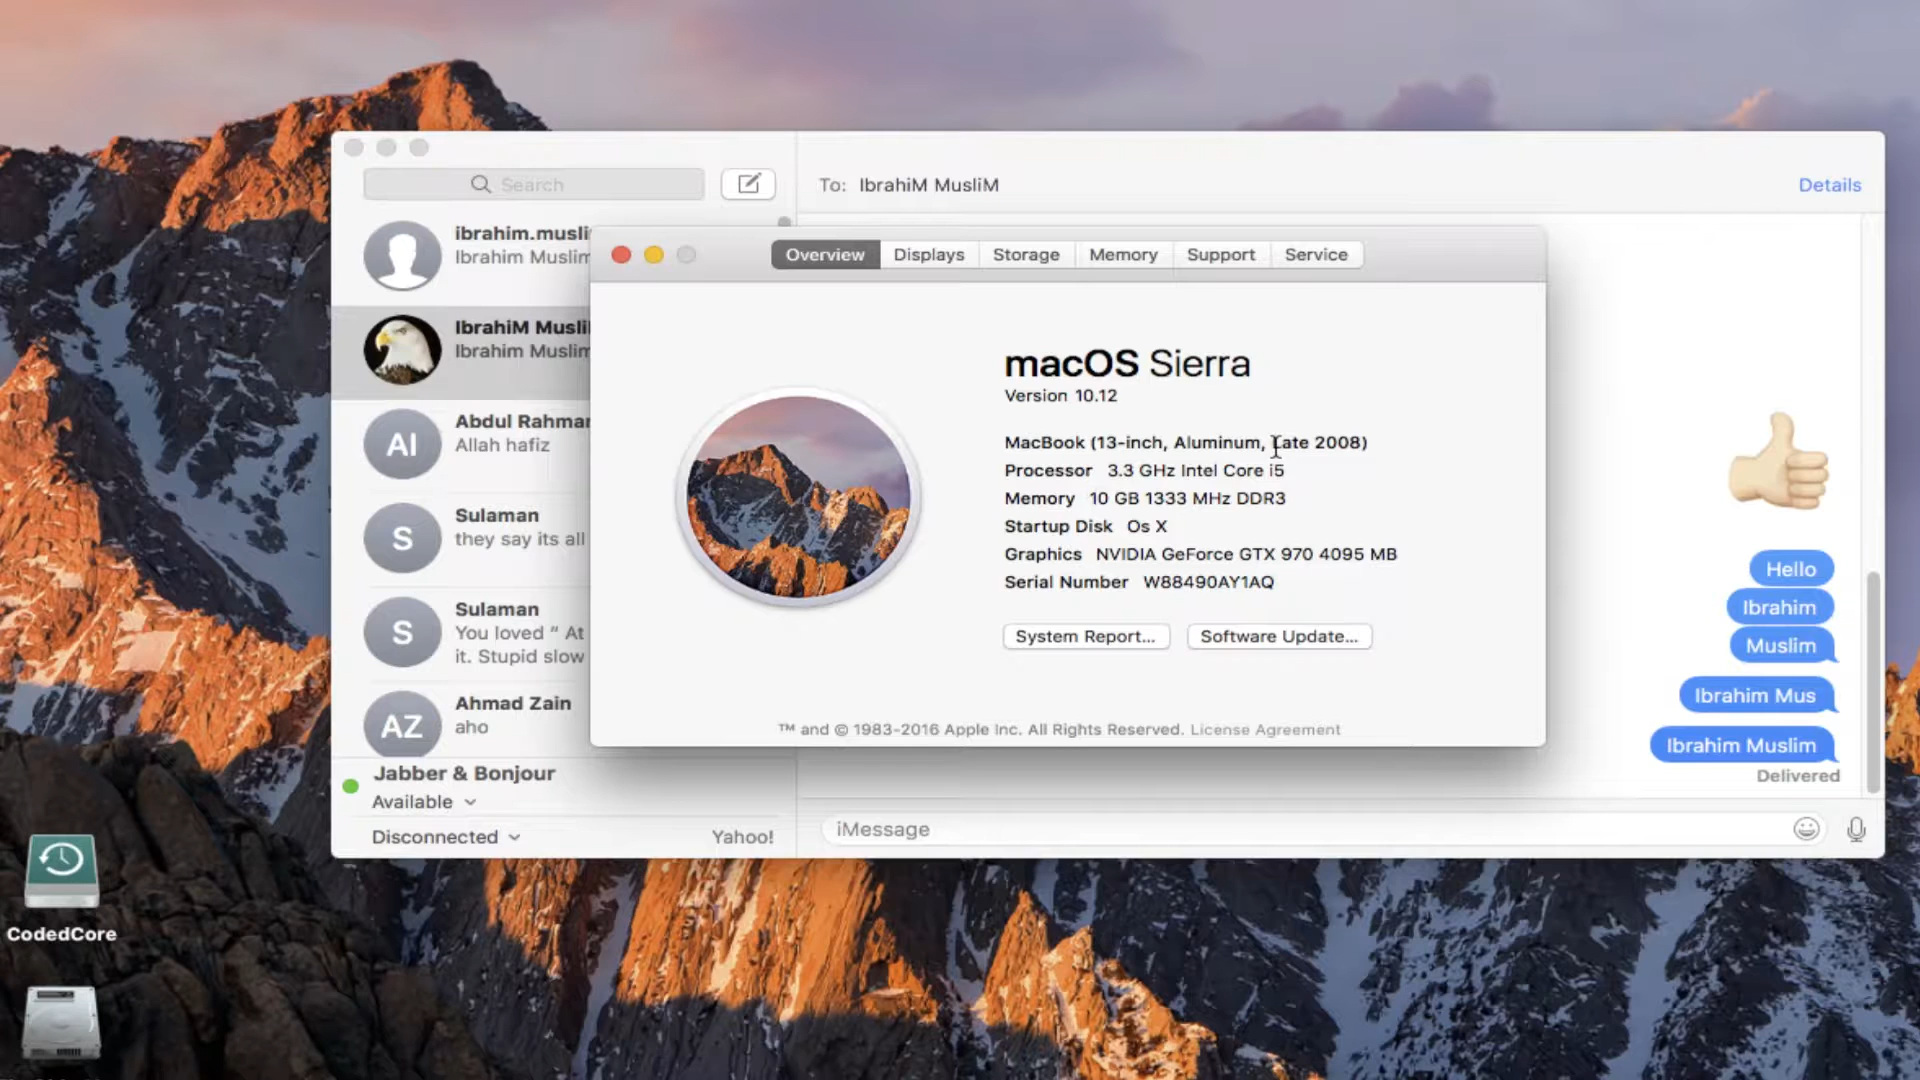 Search
To: IbrahiM MusliM
Details
ibrahim.musli
Ibrahim Muslim
IbrahiM Musli
Ibrahim Muslim
AI
Abdul Rahma
Allah hafiz
S
Sulaman
they say its all
S
Sulaman
You loved “ At
it. Stupid slow
AZ
Ahmad Zain
aho
Jabber & Bonjour
Available
Disconnected
Yahoo!
Overview
Displays
Storage
Memory
Support
Service
macOS Sierra
Version 10.12
MacBook (13-inch, Aluminum, Late 2008)
Processor 3.3 GHz Intel Core i5
Memory 10 GB 1333 MHz DDR3
Startup Disk Os X
Graphics NVIDIA GeForce GTX 970 4095 MB
Serial Number W88490AY1AQ
System Report...
Software Update...
™ and © 1983-2016 Apple Inc. All Rights Reserved. License Agreement
Hello
Ibrahim
Muslim
Ibrahim Mus
Ibrahim Muslim
Delivered
iMessage
CodedCore